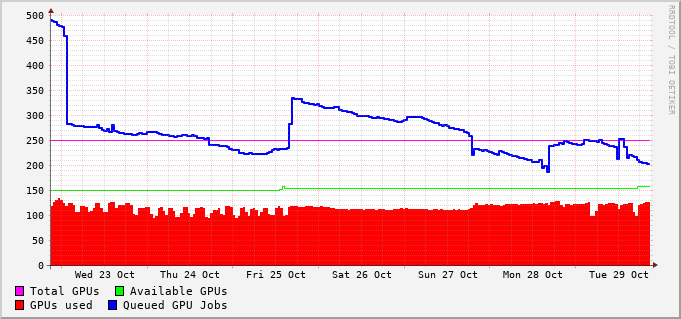 500
450
400
350
300
250
200
150
100
50
0
Wed 23 Oct Thu 24 Oct Fri 25 Oct Sat 26 Oct Sun 27 Oct Mon 28 Oct Tue 29 Oct
Total GPUs Available GPUs
GPUs used Queued GPU Jobs
RRDTOOL / TOBI OETIKER